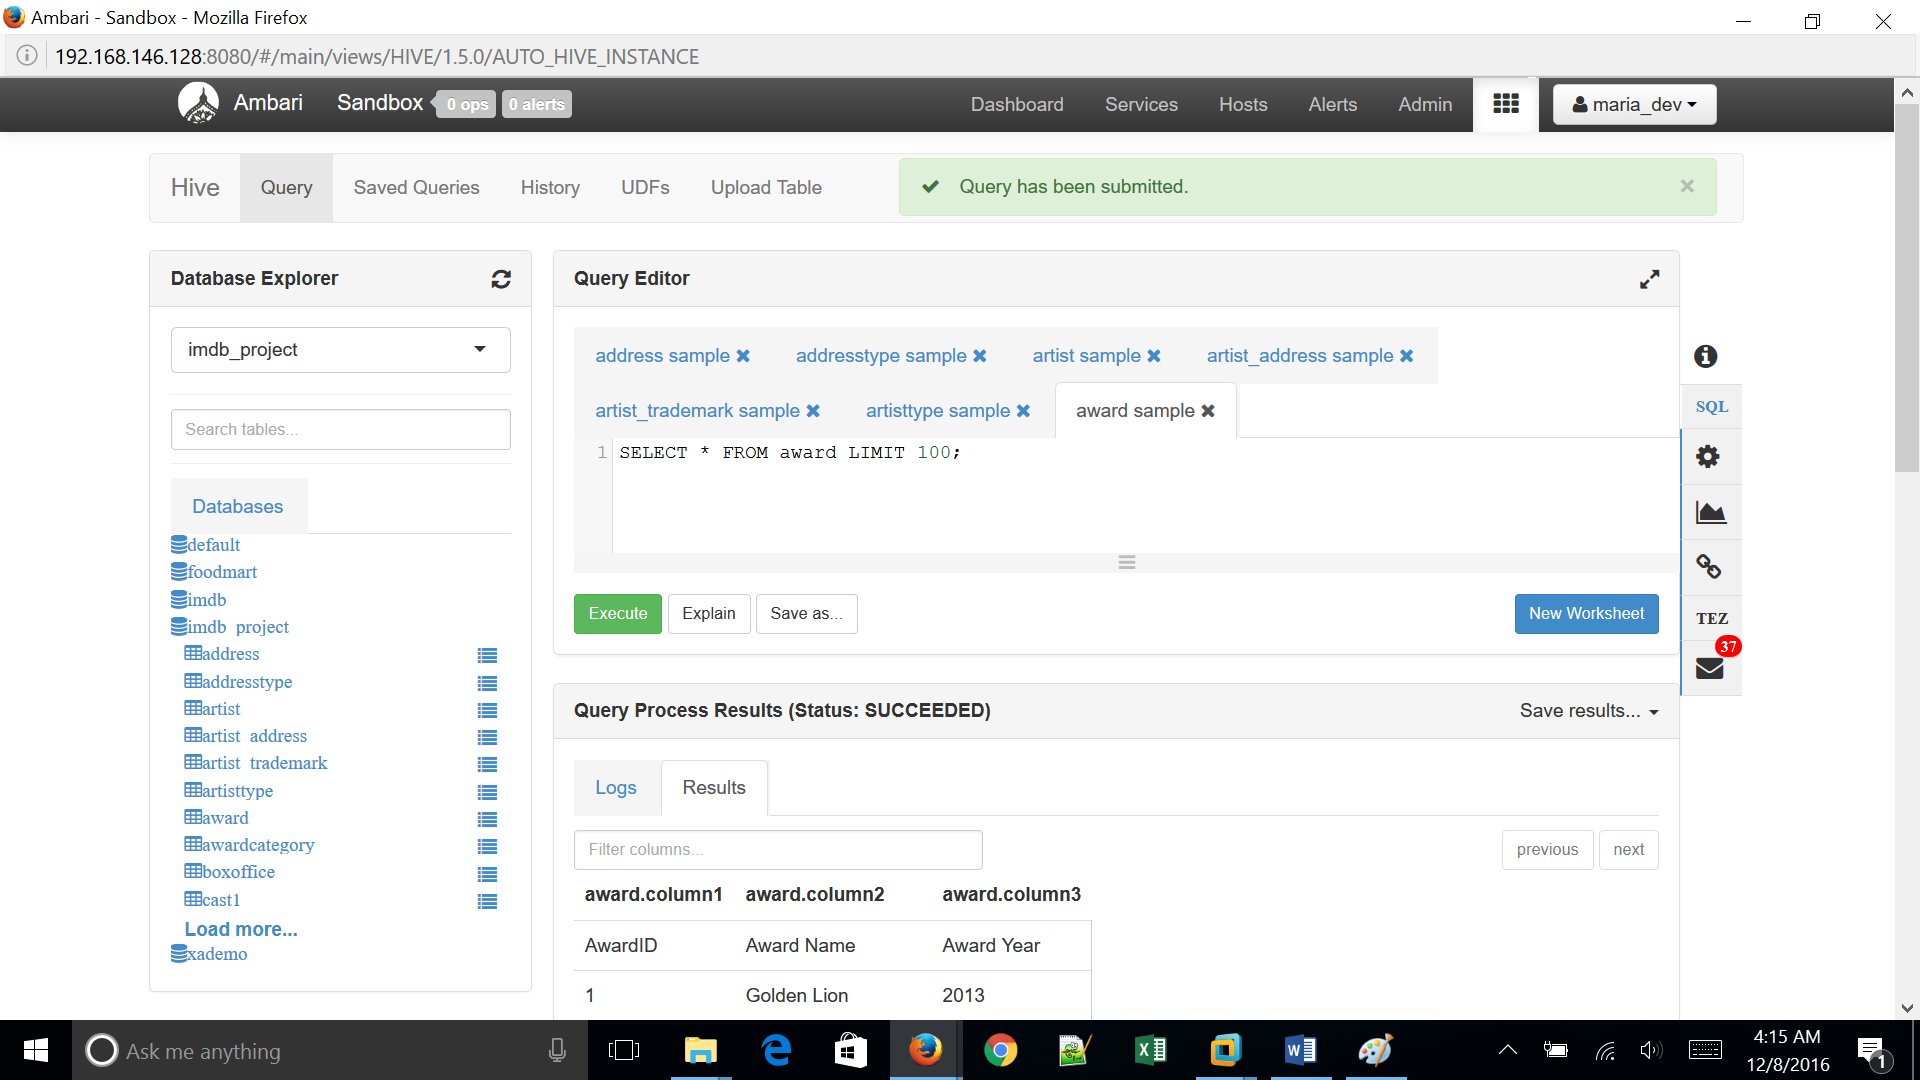 Ambari - Sandbox - Mozilla Firefox
192.168.146.128:8080/#/main/views/HIVE/1.5.0/AUTO_HIVE_INSTANCE
Ambari Sandbox 0 ops 0 alerts Dashboard Services Hosts Alerts Admin maria_dev
Hive Query Saved Queries History UDFs Upload Table Query has been submitted. ×
Database Explorer
imdb_project
Search tables...
Databases
default
foodmart
imdb
imdb_project
address
addresstype
artist
artist_address
artist_trademark
artisttype
award
awardcategory
boxoffice
cast1
Load more...
xademo
Query Editor
address sample addresstype sample artist sample artist_address sample
artist_trademark sample artisttype sample award sample
1 SELECT * FROM award LIMIT 100;
Execute Explain Save as... New Worksheet
SQL
TEZ
37
Query Process Results (Status: SUCCEEDED) Save results...
Logs Results
Filter columns... previous next
award.column1 award.column2 award.column3
AwardID Award Name Award Year
1 Golden Lion 2013
Ask me anything
4:15 AM
12/8/2016
1